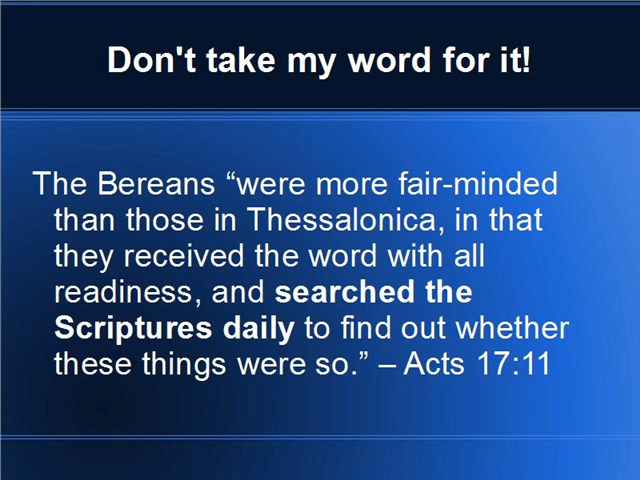 Don't take my word for it!
The Bereans “were more fair-minded
than those in Thessalonica, in that
they received the word with all
readiness, and searched the
Scriptures daily to find out whether
these things were so.” – Acts 17:11